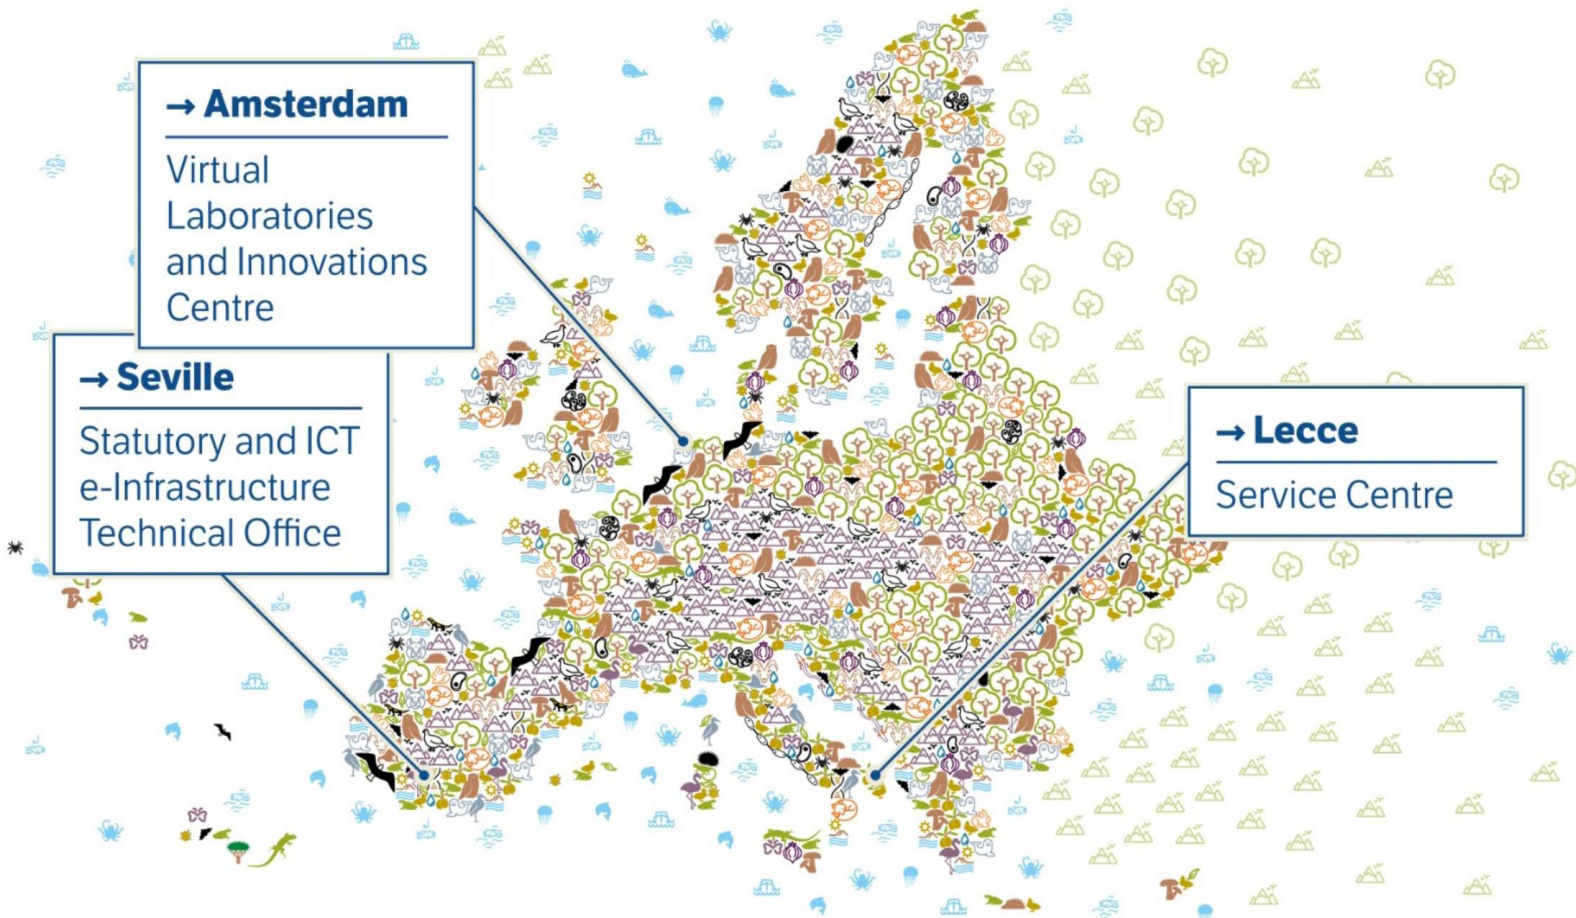 → Amsterdam
Virtual
Laboratories
and Innovations
Centre
→ Seville
Statutory and ICT
e-Infrastructure
Technical Office
→ Lecce
Service Centre